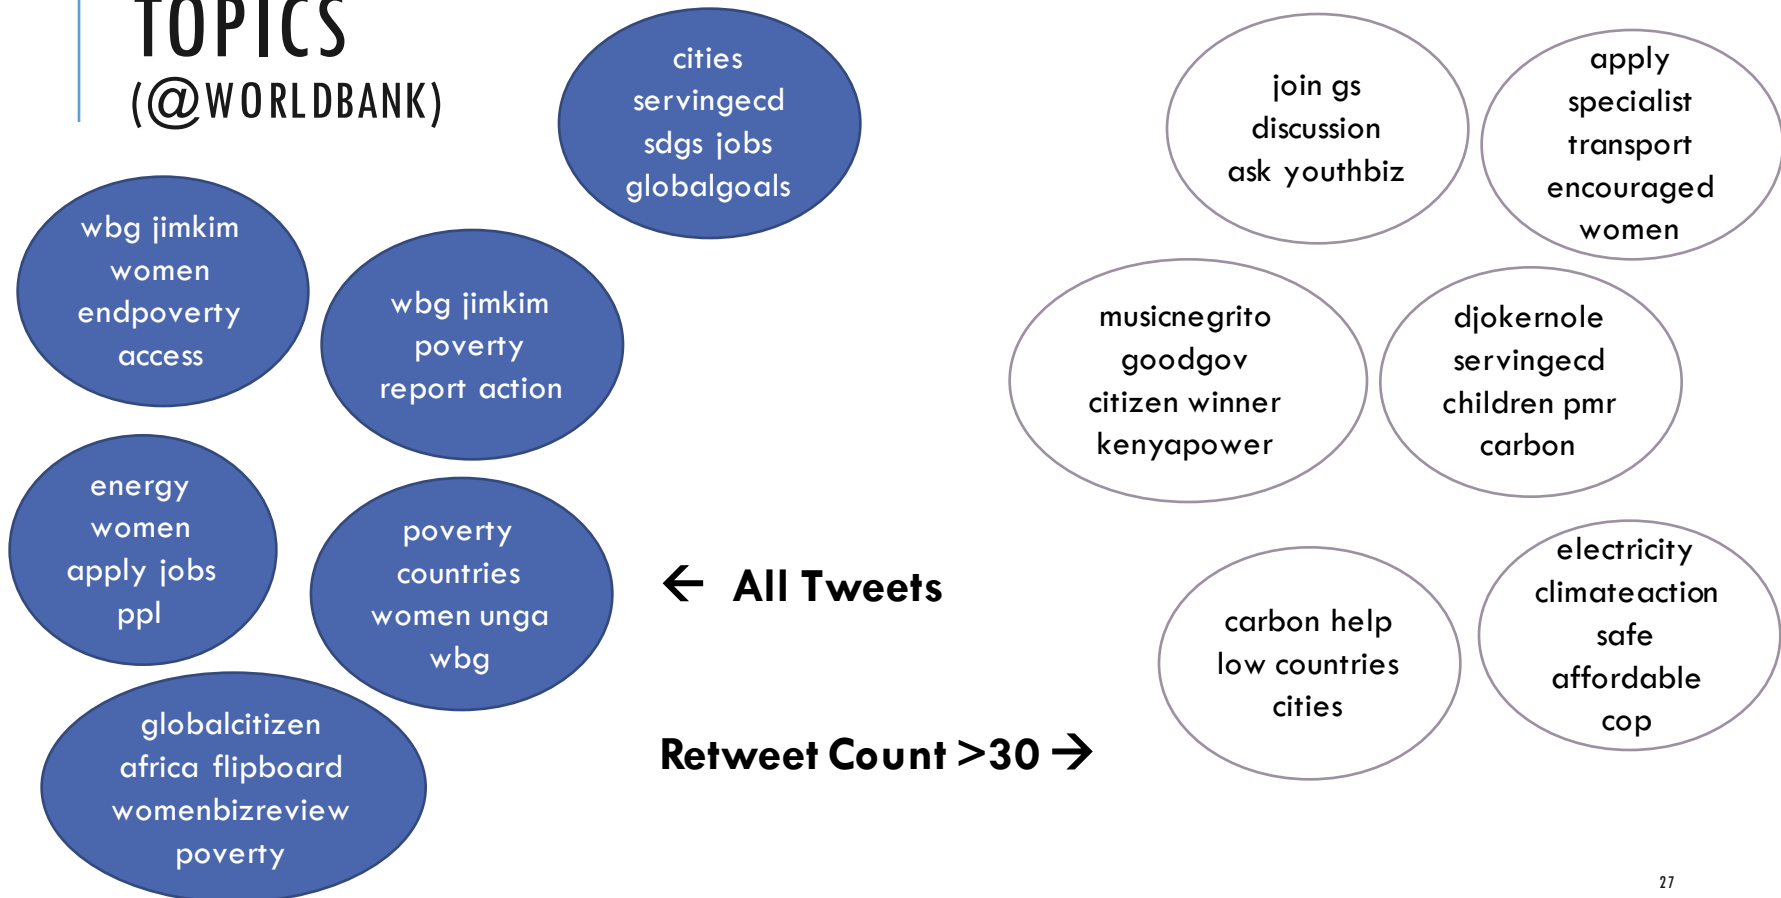 TOPICS
(@WORLDBANK)
cities
servingecd
sdgs jobs
globalgoals
wbg jimkim
women
endpoverty
access
wbg jimkim
poverty
report action
energy
women
apply jobs
ppl
poverty
countries
women unga
wbg
globalcitizen
africa flipboard
womenbizreview
poverty
← All Tweets
Retweet Count >30 →
join gs
discussion
ask youthbiz
apply
specialist
transport
encouraged
women
musicnegrito
goodgov
citizen winner
kenyapower
djokernole
servingecd
children pmr
carbon
carbon help
low countries
cities
electricity
climateaction
safe
affordable
cop
27